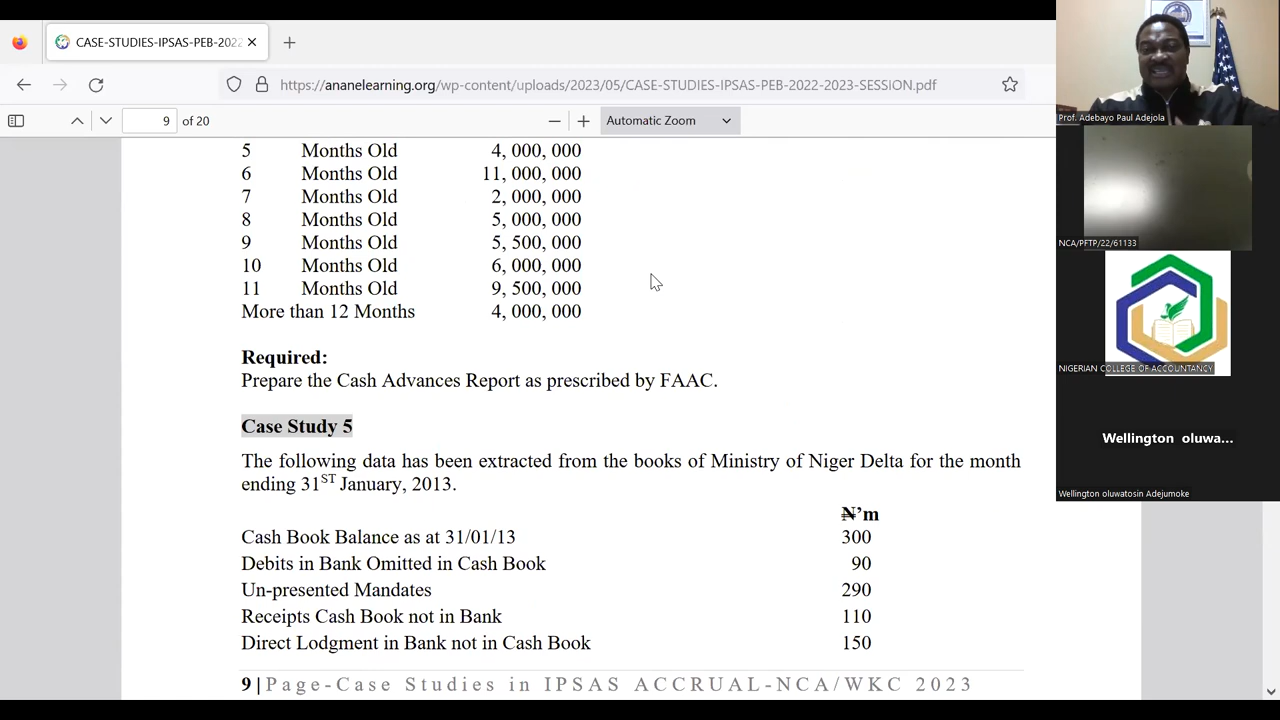 CASE-STUDIES-IPSAS-PEB-2022
https://ananelearning.org/wp-content/uploads/2023/05/CASE-STUDIES-IPSAS-PEB-2022-2023-SESSION.pdf
9 of 20
Automatic Zoom
5 Months Old 4, 000, 000
6 Months Old 11, 000, 000
7 Months Old 2, 000, 000
8 Months Old 5, 000, 000
9 Months Old 5, 500, 000
10 Months Old 6, 000, 000
11 Months Old 9, 500, 000
More than 12 Months 4, 000, 000
Required:
Prepare the Cash Advances Report as prescribed by FAAC.
Case Study 5
The following data has been extracted from the books of Ministry of Niger Delta for the month
ending 31ST January, 2013.
₦'m
Cash Book Balance as at 31/01/13 300
Debits in Bank Omitted in Cash Book 90
Un-presented Mandates 290
Receipts Cash Book not in Bank 110
Direct Lodgment in Bank not in Cash Book 150
9 | Page-Case Studies in IPSAS ACCRUAL-NCA/WKC 2023
Prof. Adebayo Paul Adejola
NCA/PFTP/22/61133
NIGERIAN COLLEGE OF ACCOUNTANCY
Wellington oluwa...
Wellington oluwatosin Adejumoke